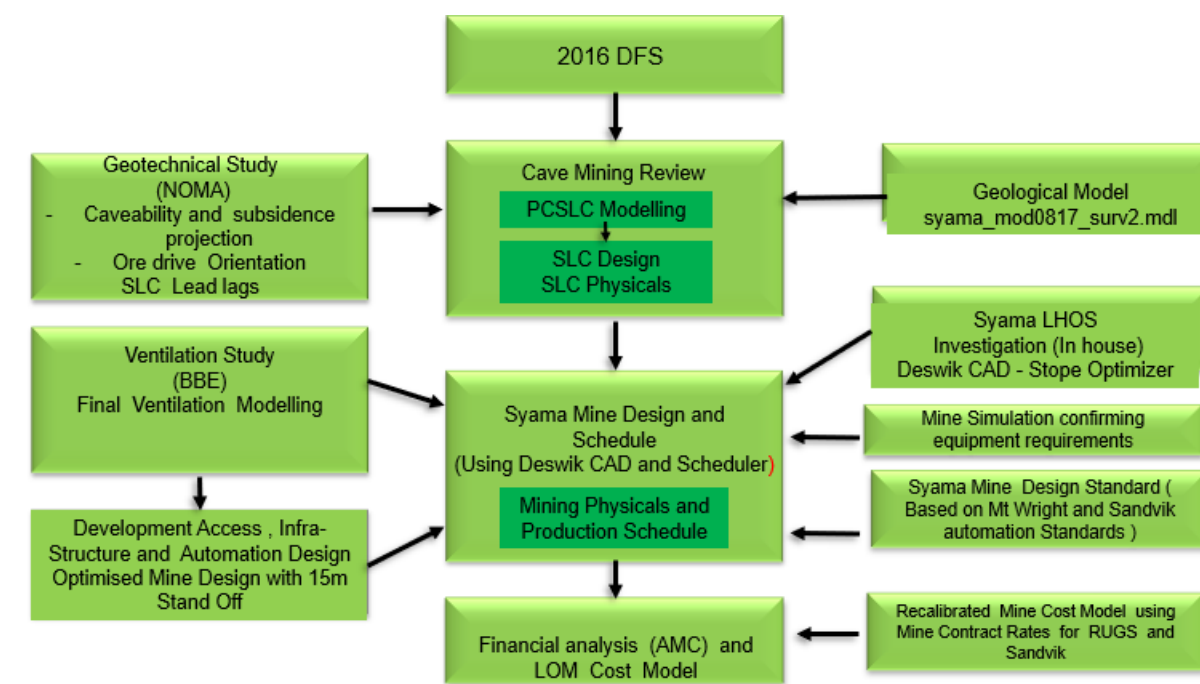 2016 DFS
Geotechnical Study
(NOMA)
- Caveability and subsidence
projection
- Ore drive Orientation
SLC Lead lags
Cave Mining Review
PCSLC Modelling
SLC Design
SLC Physicals
Geological Model
syama_mod0817_surv2.mdl
Ventilation Study
(BBE)
Final Ventilation Modelling
Syama LHOS
Investigation (In house)
Deswik CAD - Stope Optimizer
Syama Mine Design and
Schedule
(Using Deswik CAD and Scheduler)
Mining Physicals and
Production Schedule
Mine Simulation confirming
equipment requirements
Syama Mine Design Standard (
Based on Mt Wright and Sandvik
automation Standards )
Development Access , Infra-
Structure and Automation Design
Optimised Mine Design with 15m
Stand Off
Financial analysis (AMC) and
LOM Cost Model
Recalibrated Mine Cost Model using
Mine Contract Rates for RUGS and
Sandvik